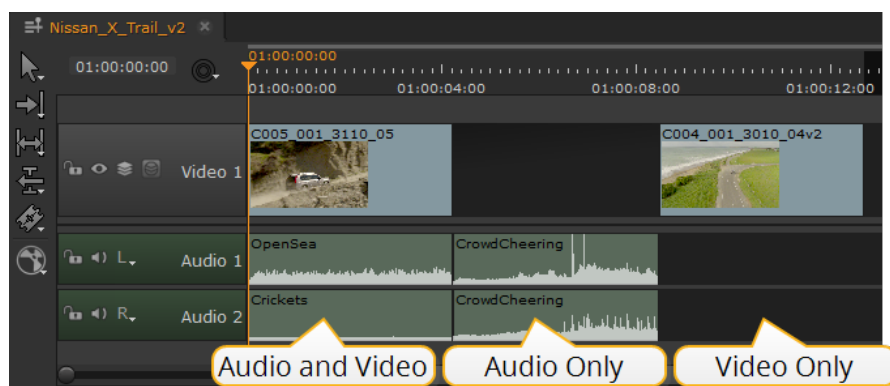 Nissan_X_Trail_v2
01:00:00:00
01:00:00:00
01:00:00:00 01:00:04:00 01:00:08:00 01:00:12:00
C005_001_3110_05 C004_001_3010_04v2
Video 1
OpenSea CrowdCheering
L Audio 1
Crickets CrowdCheering
R Audio 2
Audio and Video Audio Only Video Only